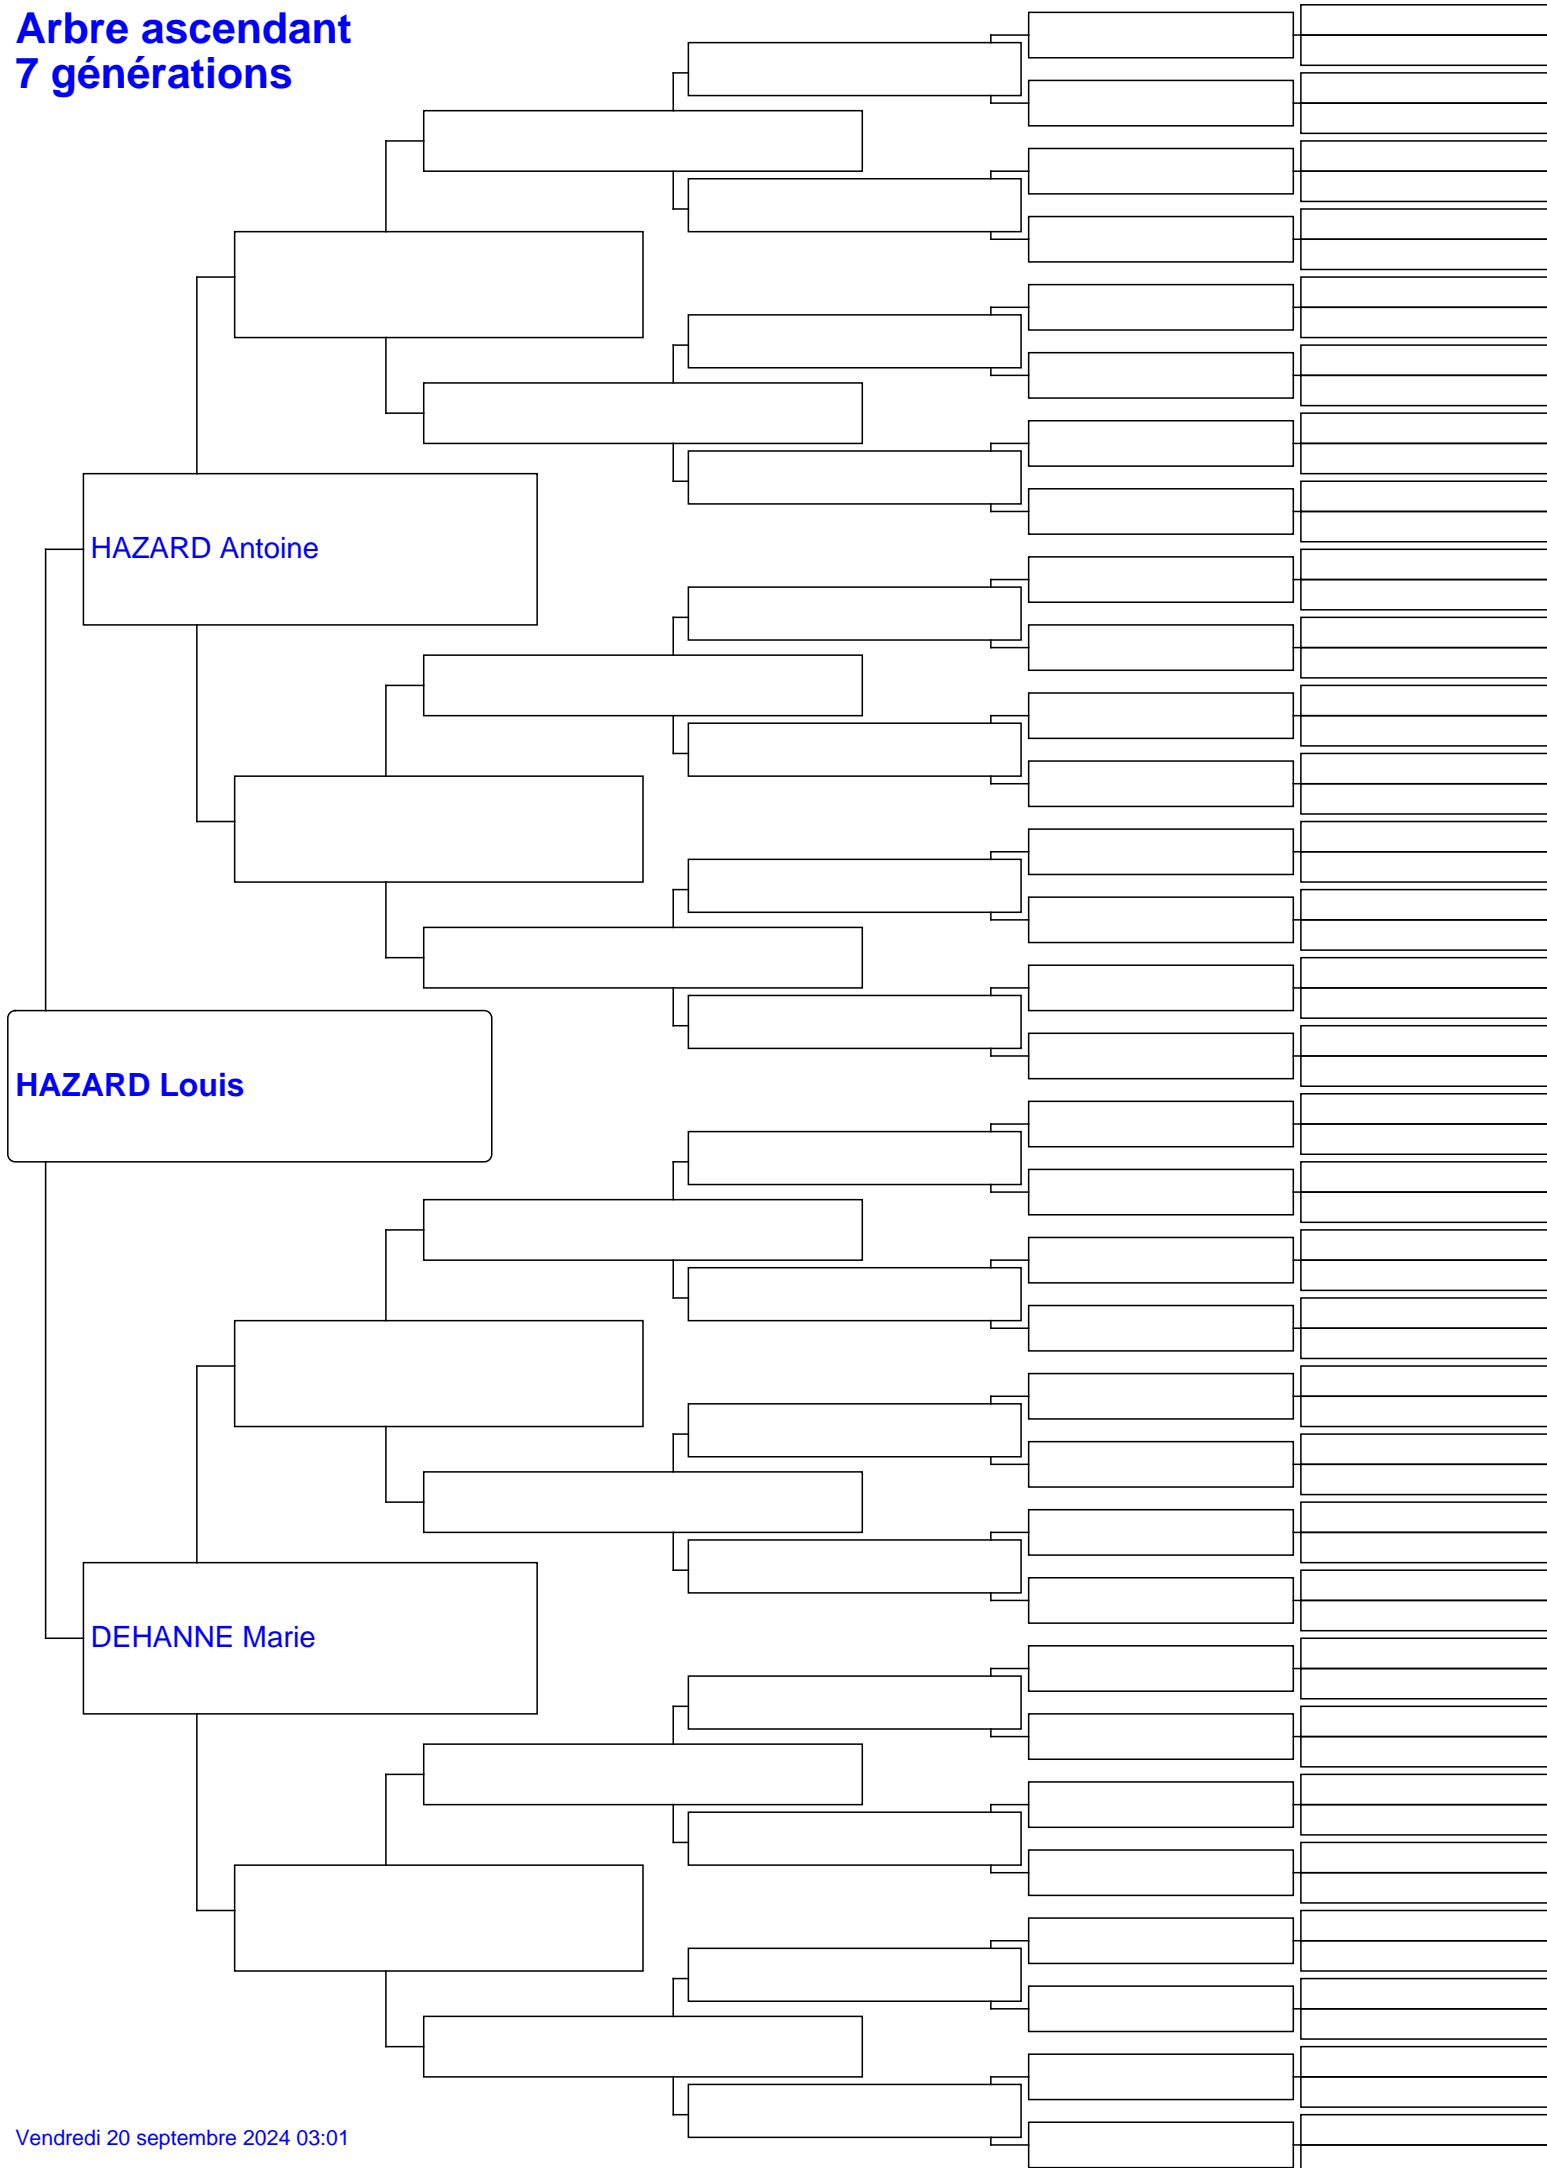 Arbre ascendant
7 générations
HAZARD Antoine
HAZARD Louis
DEHANNE Marie
Vendredi 20 septembre 2024 03:01